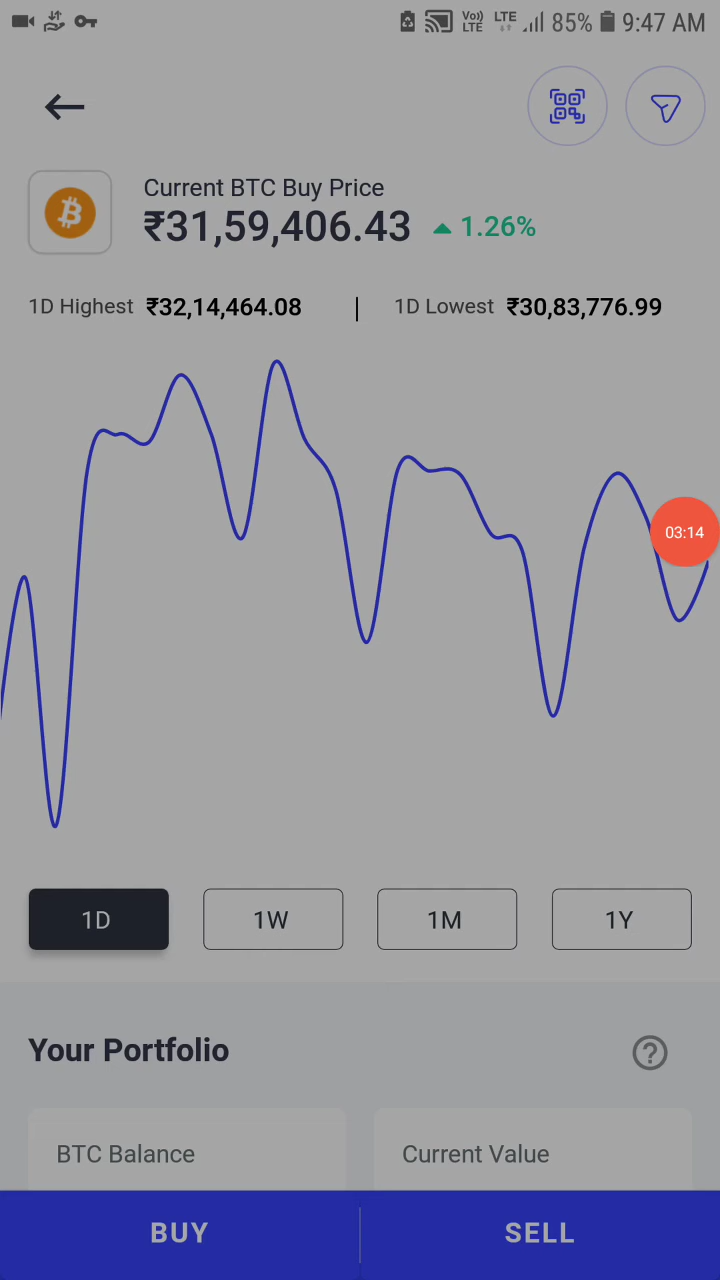 Vo)) LTE LTE 85% 9:47 AM
Current BTC Buy Price
₹31,59,406.43 1.26%
1D Highest ₹32,14,464.08 | 1D Lowest ₹30,83,776.99
03:14
1D 1W 1M 1Y
Your Portfolio ?
BTC Balance Current Value
BUY SELL